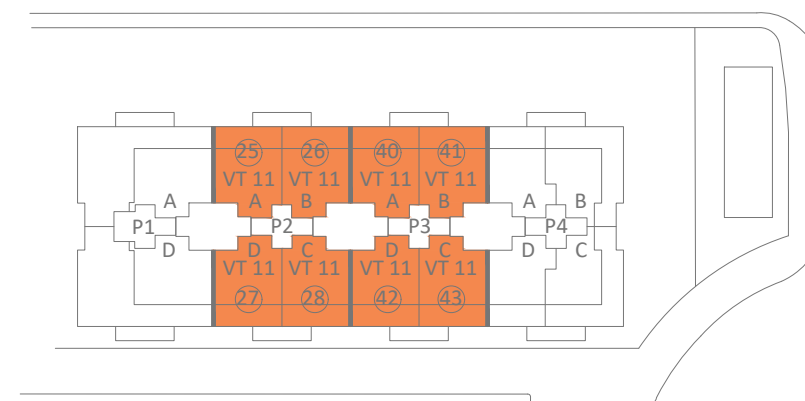 25 26 40 41
VT 11 VT 11 VT 11 VT 11
A A B A B A B
P1 P2 P3 P4
D D C D C D C
VT 11 VT 11 VT 11 VT 11
27 28 42 43